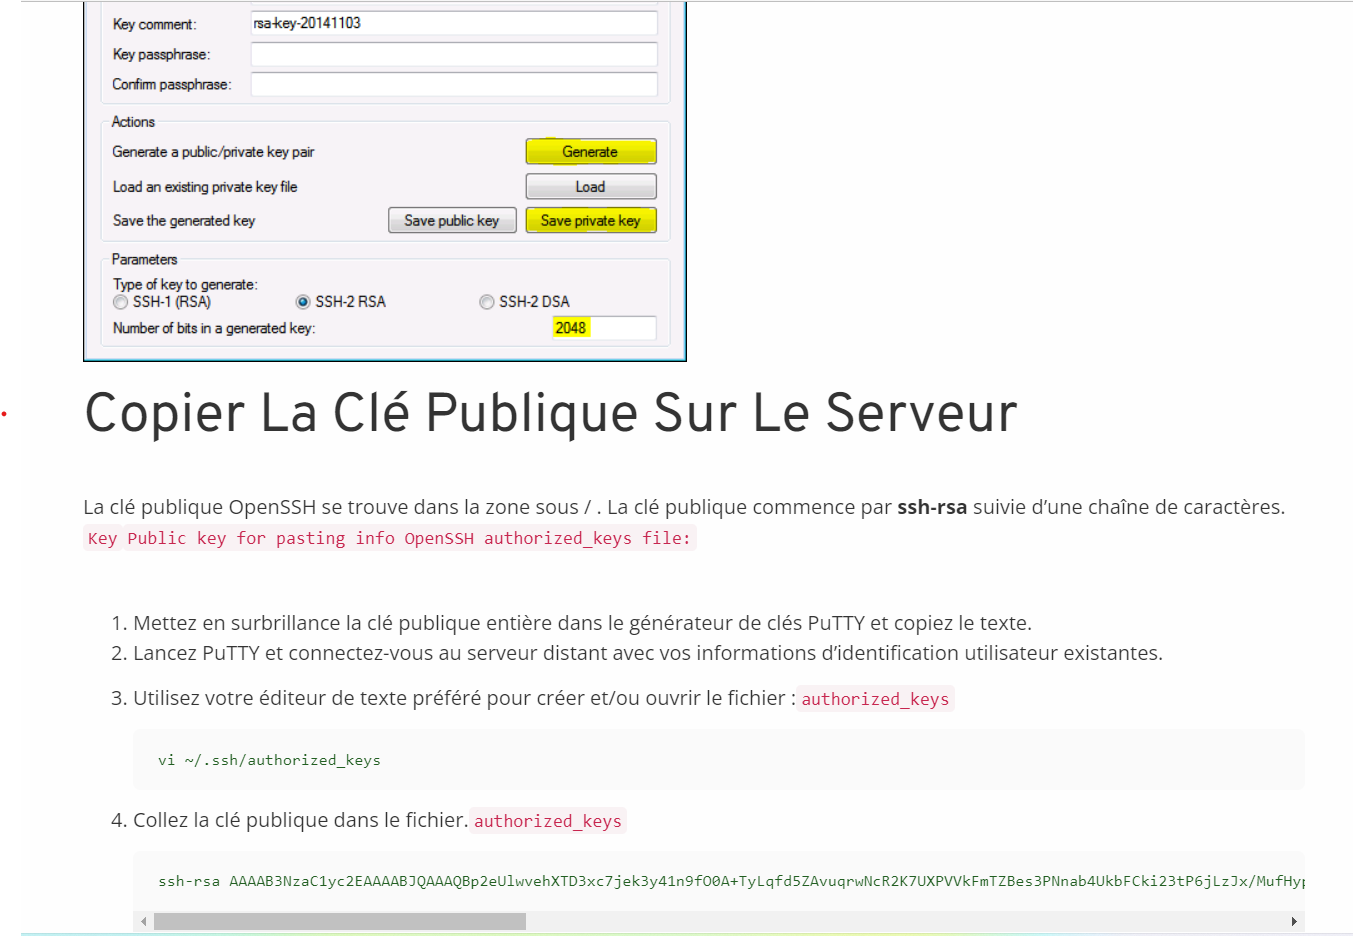 Key comment: rsa-key-20141103
Key passphrase:
Confirm passphrase:
Actions
Generate a public/private key pair Generate
Load an existing private key file Load
Save the generated key Save public key Save private key
Parameters
Type of key to generate:
SSH-1 (RSA) SSH-2 RSA SSH-2 DSA
Number of bits in a generated key: 2048
Copier La Clé Publique Sur Le Serveur
La clé publique OpenSSH se trouve dans la zone sous / . La clé publique commence par ssh-rsa suivie d’une chaîne de caractères.
Key Public key for pasting info OpenSSH authorized_keys file:
1. Mettez en surbrillance la clé publique entière dans le générateur de clés PuTTY et copiez le texte.
2. Lancez PuTTY et connectez-vous au serveur distant avec vos informations d’identification utilisateur existantes.
3. Utilisez votre éditeur de texte préféré pour créer et/ou ouvrir le fichier : authorized_keys
vi ~/.ssh/authorized_keys
4. Collez la clé publique dans le fichier. authorized_keys
ssh-rsa AAAAB3NzaC1yc2EAAAABJQAAAQBp2eUlwvehXTD3xc7jek3y41n9fO0A+TyLqfd5ZAvuqrwNcR2K7UXPVVkFmTZBes3PNnab4UkbFCki23tP6jLzJx/MufHyp